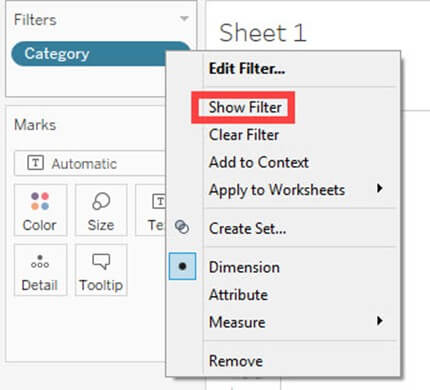 Filters
Category
Sheet 1
Edit Filter...
Show Filter
Clear Filter
Add to Context
Apply to Worksheets
Create Set...
Dimension
Attribute
Measure
Remove
Marks
T Automatic
Color
Size
Detail
Tooltip